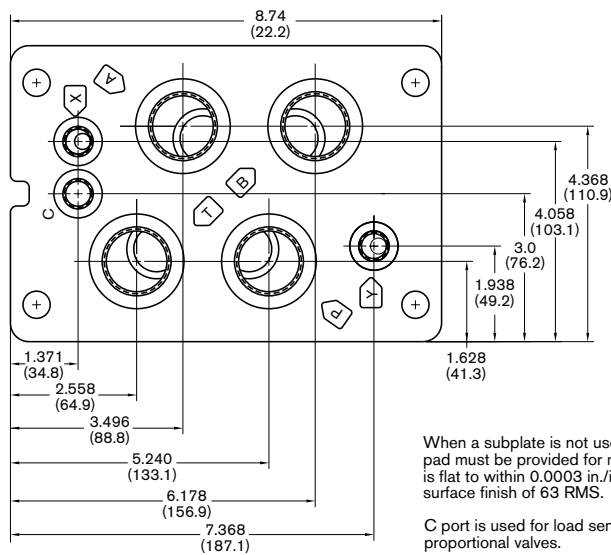 8.74
(22.2)
A
X
B
T
C
Y
P
4.368
(110.9)
4.058
(103.1)
3.0
(76.2)
1.938
(49.2)
1.628
(41.3)
1.371
(34.8)
2.558
(64.9)
3.496
(88.8)
5.240
(133.1)
6.178
(156.9)
7.368
(187.1)
When a subplate is not
pad must be provided for
is flat to within 0.0003
surface finish of 63 RMS.
C port is used for load
proportional valves.